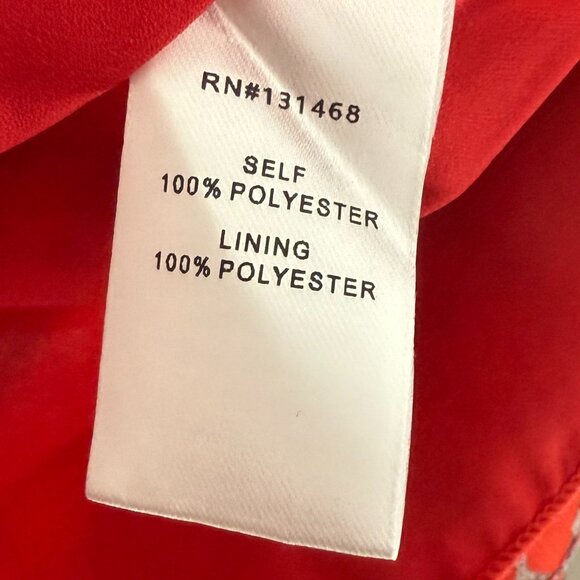 RN#131468
SELF
100% POLYESTER
LINING
100% POLYESTER